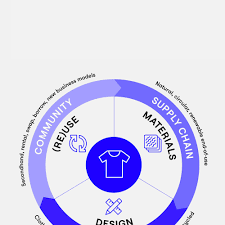 Secondhand, rental, swap, borrow, new business models
Natural, circular, renewable end-of-use
COMMUNITY
SUPPLY CHAIN
(RE)USE
MATERIALS
DESIGN